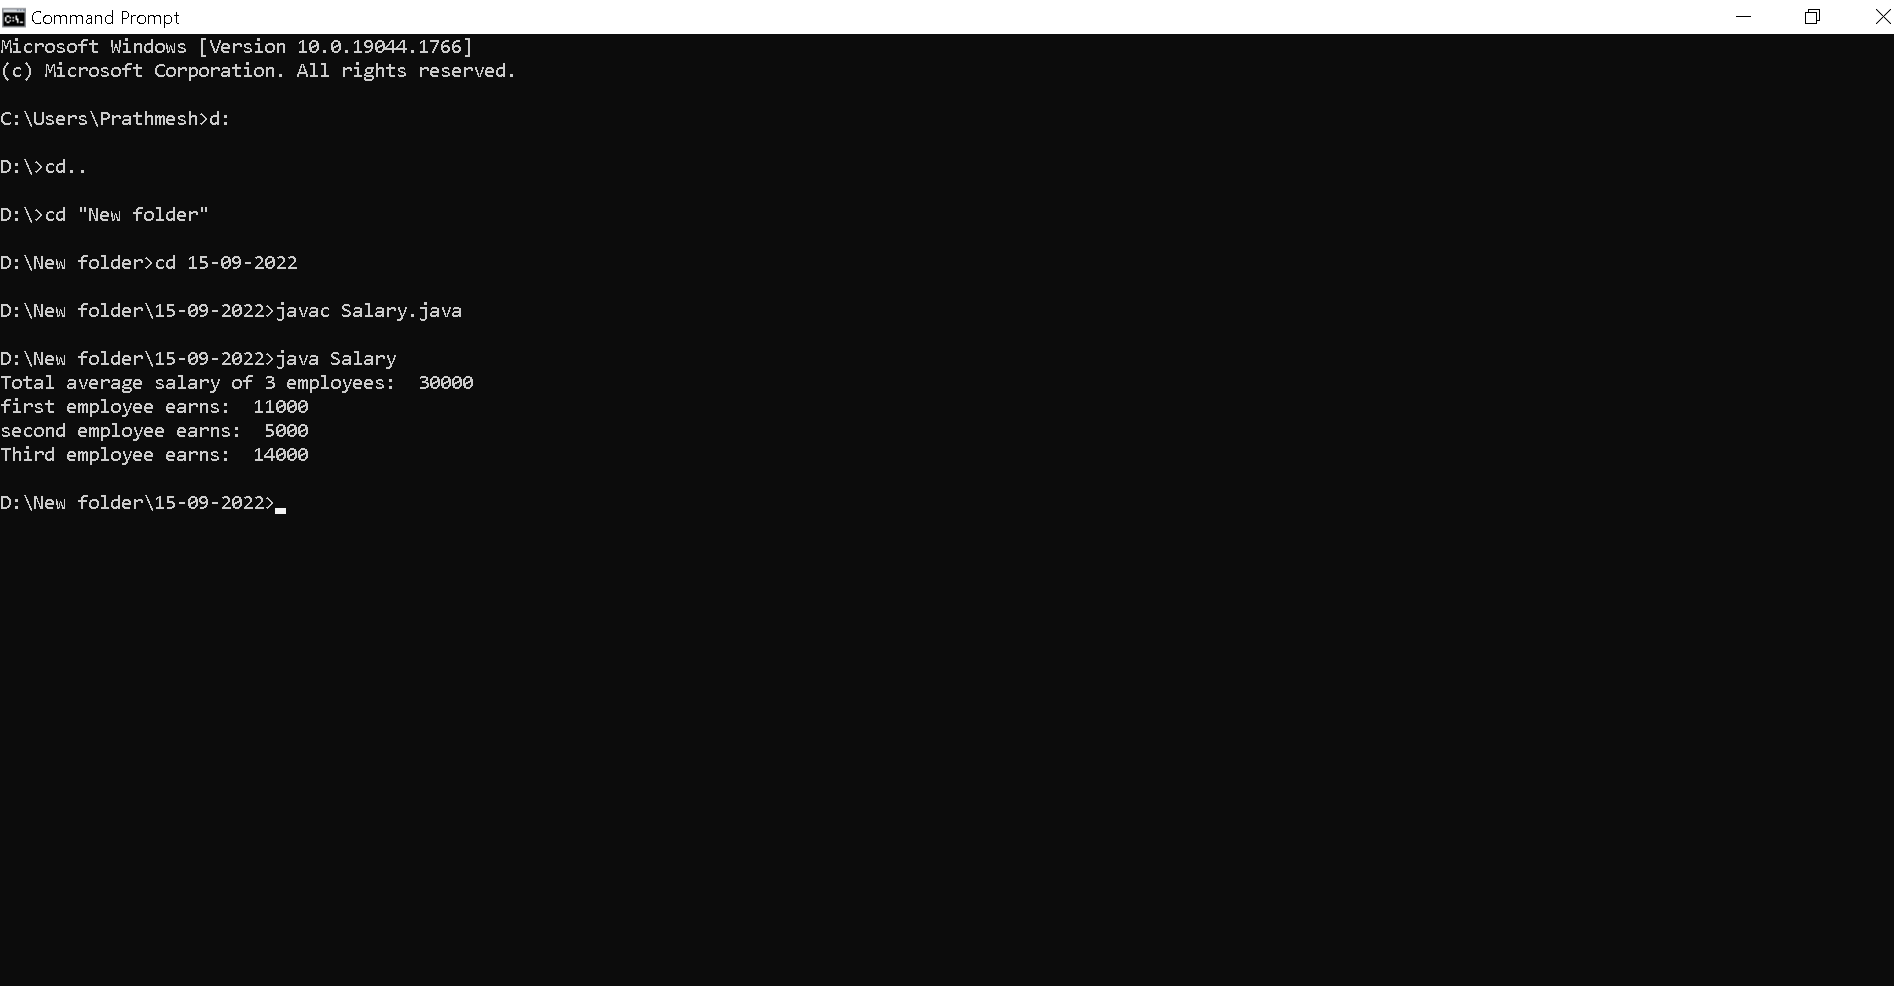 Command Prompt
Microsoft Windows [Version 10.0.19044.1766]
(c) Microsoft Corporation. All rights reserved.
C:\Users\Prathmesh>d:
D:\>cd..
D:\>cd "New folder"
D:\New folder>cd 15-09-2022
D:\New folder\15-09-2022>javac Salary.java
D:\New folder\15-09-2022>java Salary
Total average salary of 3 employees:  30000
first employee earns:  11000
second employee earns:  5000
Third employee earns:  14000
D:\New folder\15-09-2022>